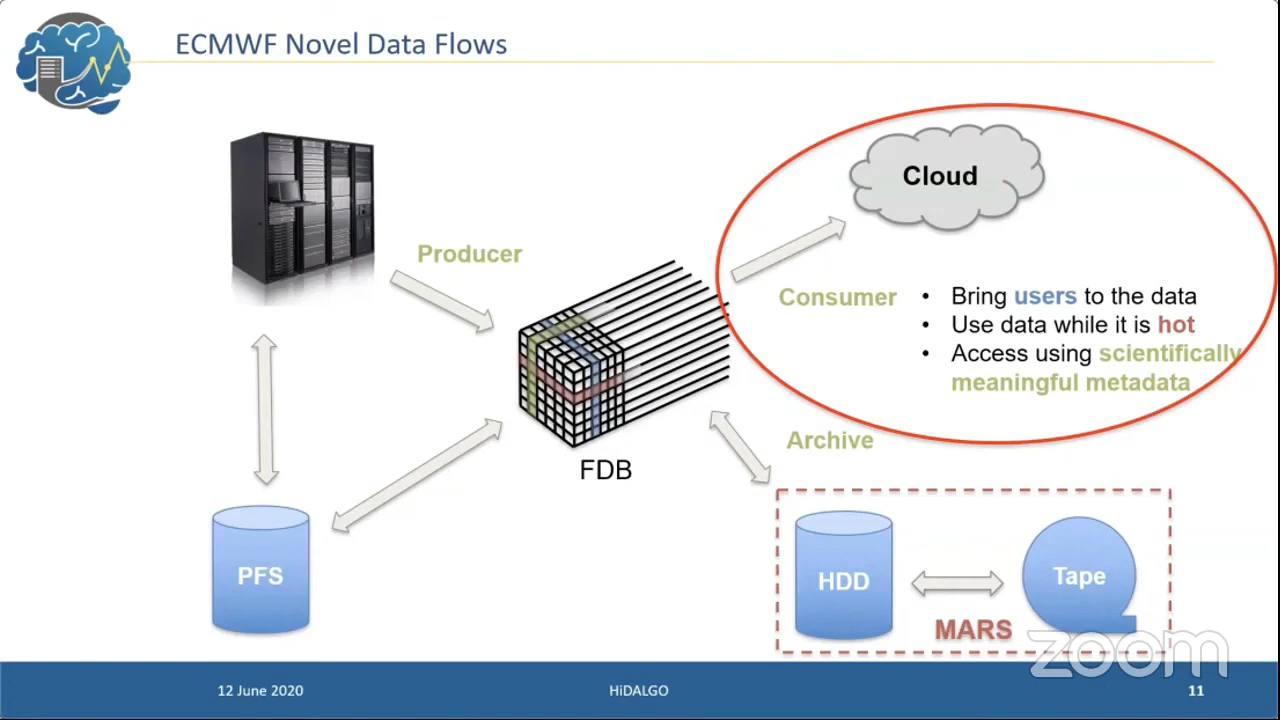 ECMWF Novel Data Flows
Cloud
Producer
Consumer
• Bring users to the data
• Use data while it is hot
• Access using scientifically
meaningful metadata
Archive
FDB
PFS
HDD
Tape
MARS
zoom
12 June 2020
HiDALGO
11